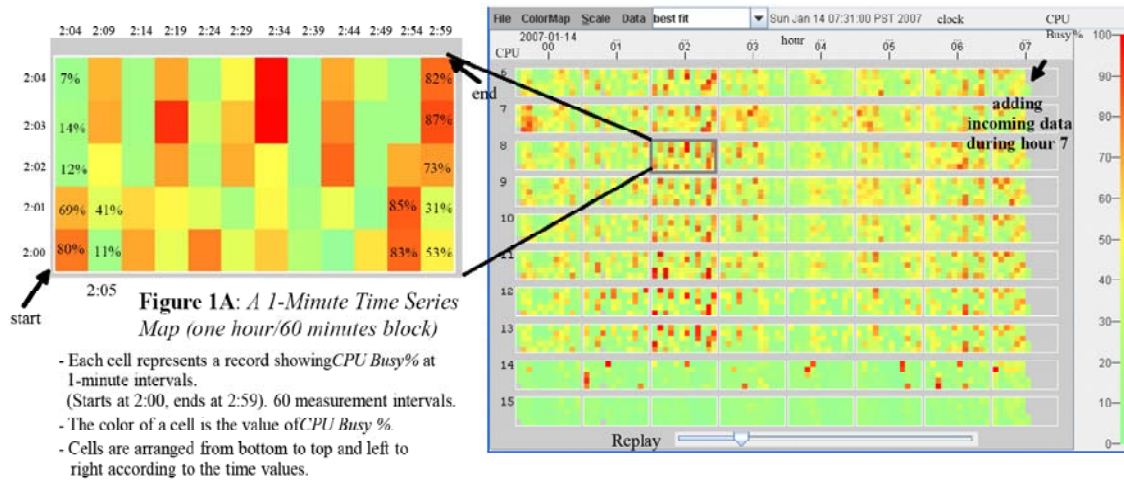 2:04 2:09 2:14 2:19 2:24 2:29 2:34 2:39 2:44 2:49 2:54 2:59
2:04 7% 82%
end
2:03 14% 87%
2:02 12% 73%
2:01 69% 41% 85% 31%
2:00 80% 11% 83% 53%
start
2:05
Figure 1A: A 1-Minute Time Series
Map (one hour/60 minutes block)
- Each cell represents a record showing CPU Busy% at
1-minute intervals.
(Starts at 2:00, ends at 2:59). 60 measurement intervals.
- The color of a cell is the value of CPU Busy %.
- Cells are arranged from bottom to top and left to
right according to the time values.
File ColorMap Scale Data best fit Sun Jan 14 07:31:00 PST 2007 clock CPU
Busy%
2007-01-14 hour
CPU 00 01 02 03 04 05 06 07
6
7
8
9
10
11
12
13
14
15
adding
incoming data
during hour 7
Replay
100
90
80
70
60
50
40
30
20
10
0